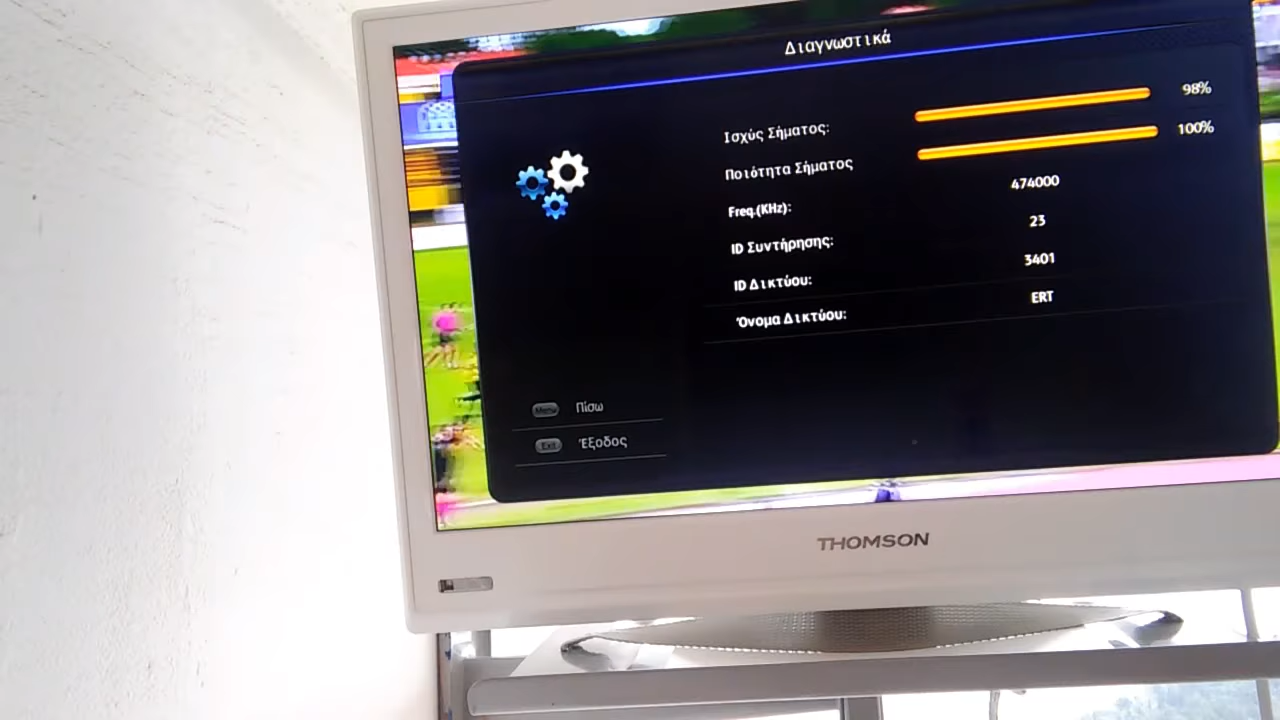 Διαγνωστικά
Ισχύς Σήματος: 98%
Ποιότητα Σήματος 100%
Freq.(KHz): 474000
ID Συντήρησης: 23
ID Δικτύου: 3401
Όνομα Δικτύου: ERT
Menu Πίσω
Exit Έξοδος
THOMSON